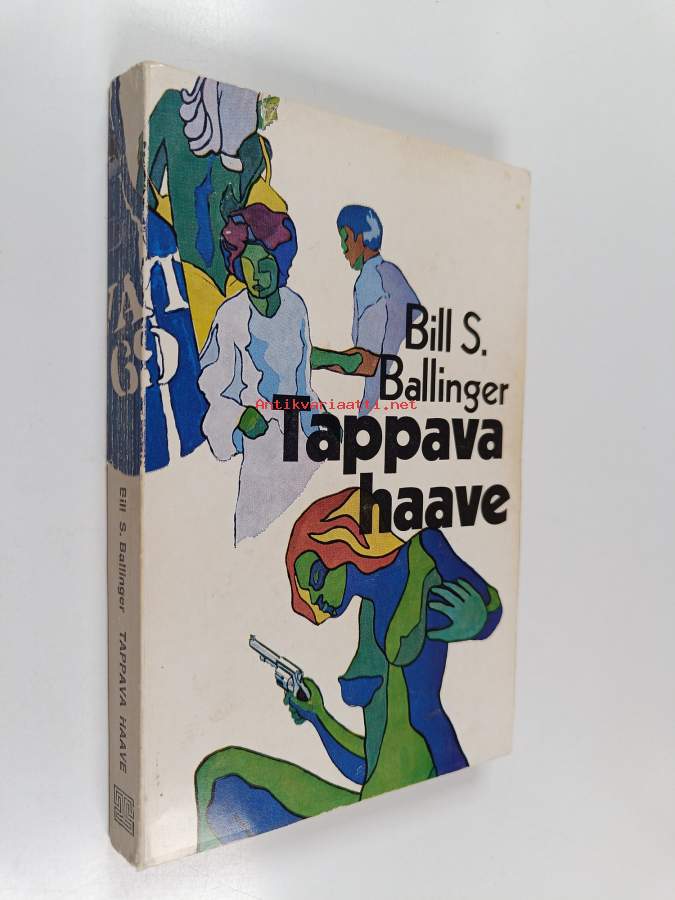 Bill S.
Ballinger
Tappava
haave
Antikvariaatti.net
Bill S. Ballinger TAPPAVA HAAVE